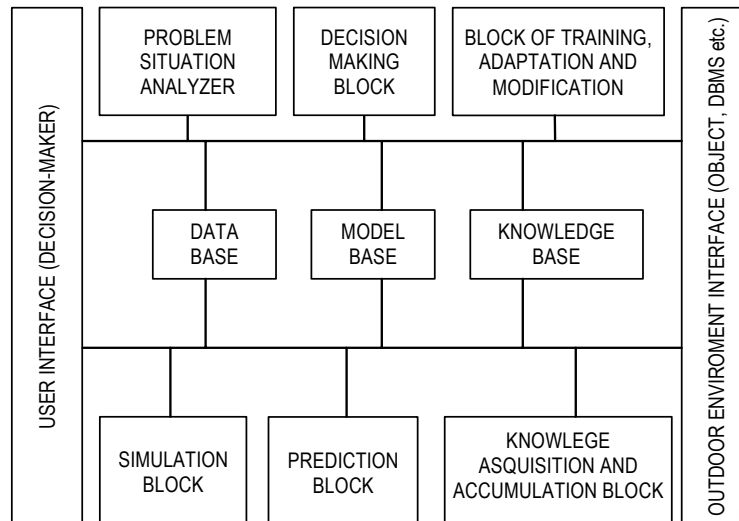 USER INTERFACE (DECISION-MAKER)
PROBLEM
SITUATION
ANALYZER
DECISION
MAKING
BLOCK
BLOCK OF TRAINING,
ADAPTATION AND
MODIFICATION
DATA
BASE
MODEL
BASE
KNOWLEDGE
BASE
SIMULATION
BLOCK
PREDICTION
BLOCK
KNOWLEGE
ASQUISITION AND
ACCUMULATION BLOCK
OUTDOOR ENVIROMENT INTERFACE (OBJECT, DBMS etc.)